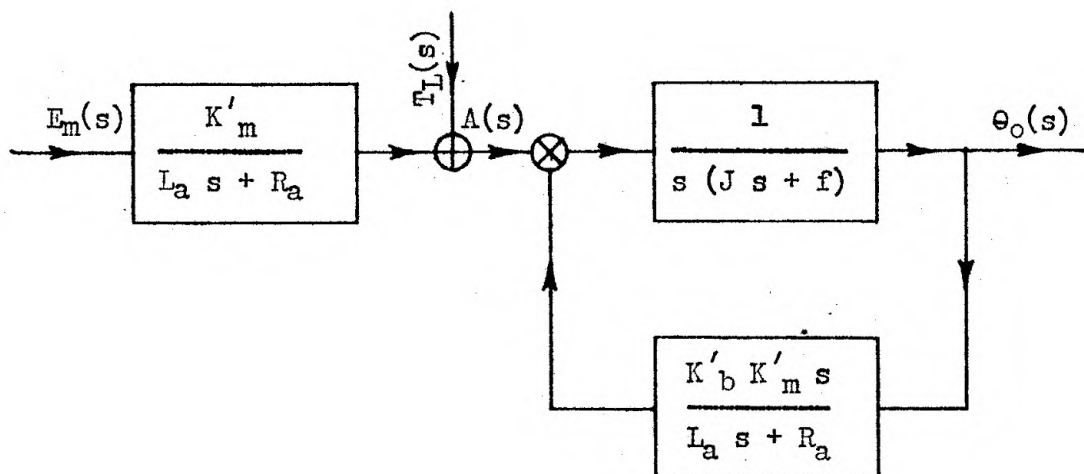 E_m(s)
K'_m
L_a s + R_a
T_L(s)
Λ(s)
1
s (J s + f)
θ_o(s)
K'_b K'_m s
L_a s + R_a